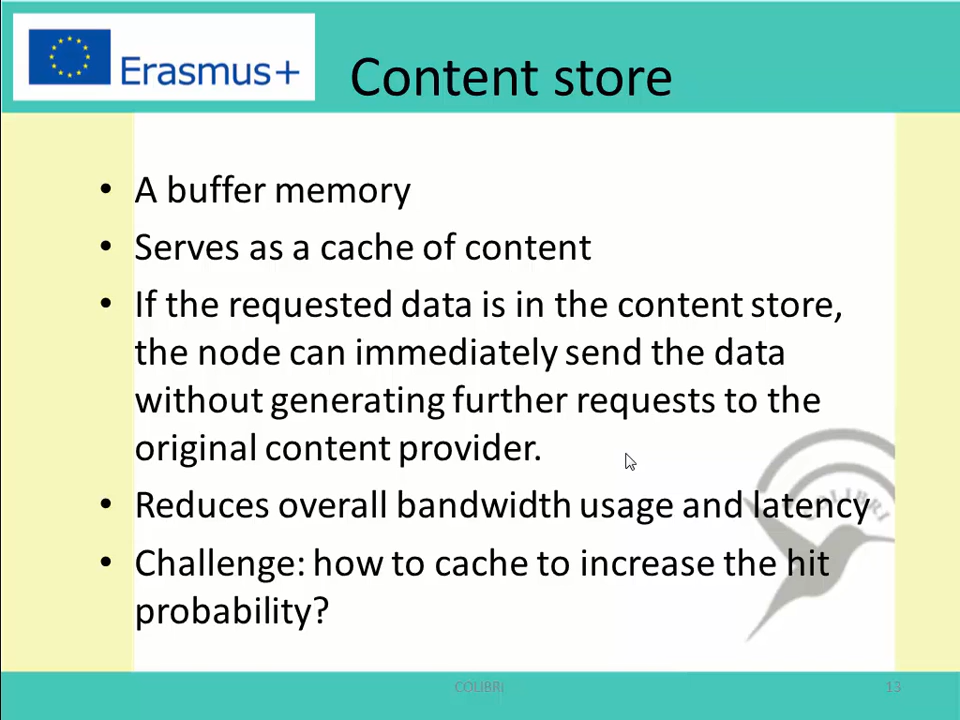 Erasmus+
Content store
• A buffer memory
• Serves as a cache of content
• If the requested data is in the content store,
the node can immediately send the data
without generating further requests to the
original content provider.
• Reduces overall bandwidth usage and latency
• Challenge: how to cache to increase the hit
probability?
COLIBRI
COLIBRI
13